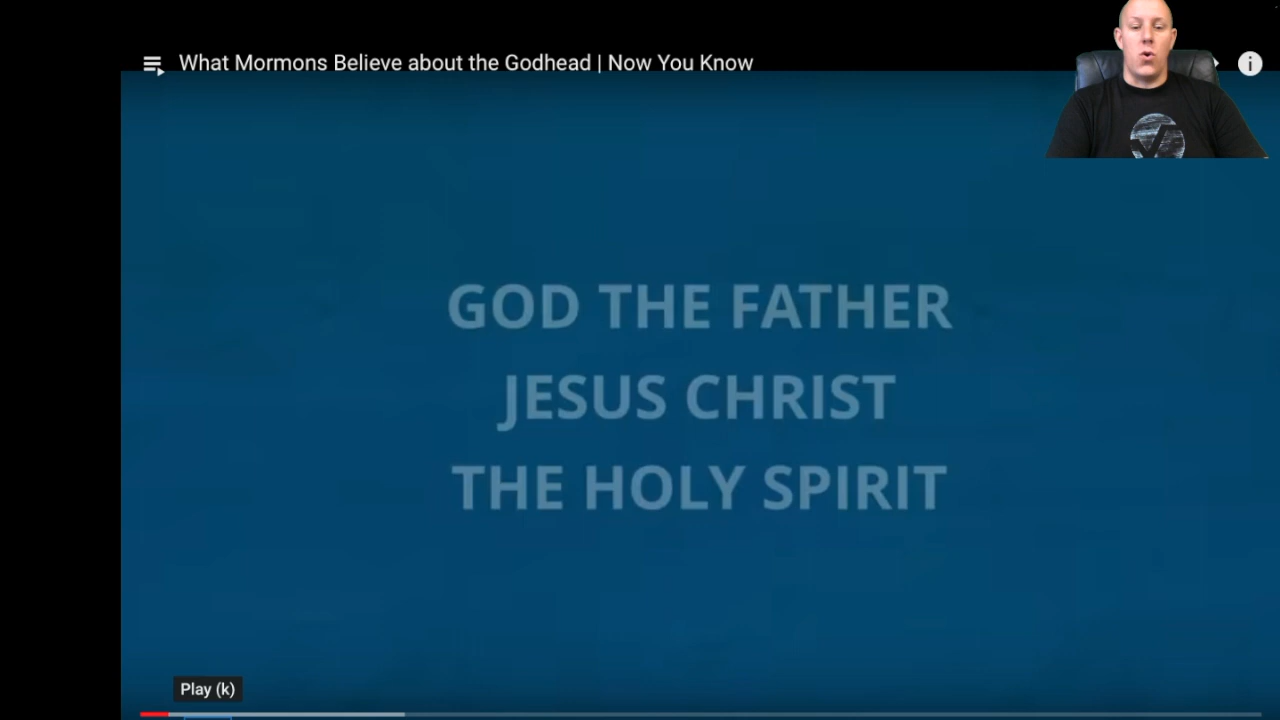 What Mormons Believe about the Godhead | Now You Know
GOD THE FATHER
JESUS CHRIST
THE HOLY SPIRIT
Play (k)